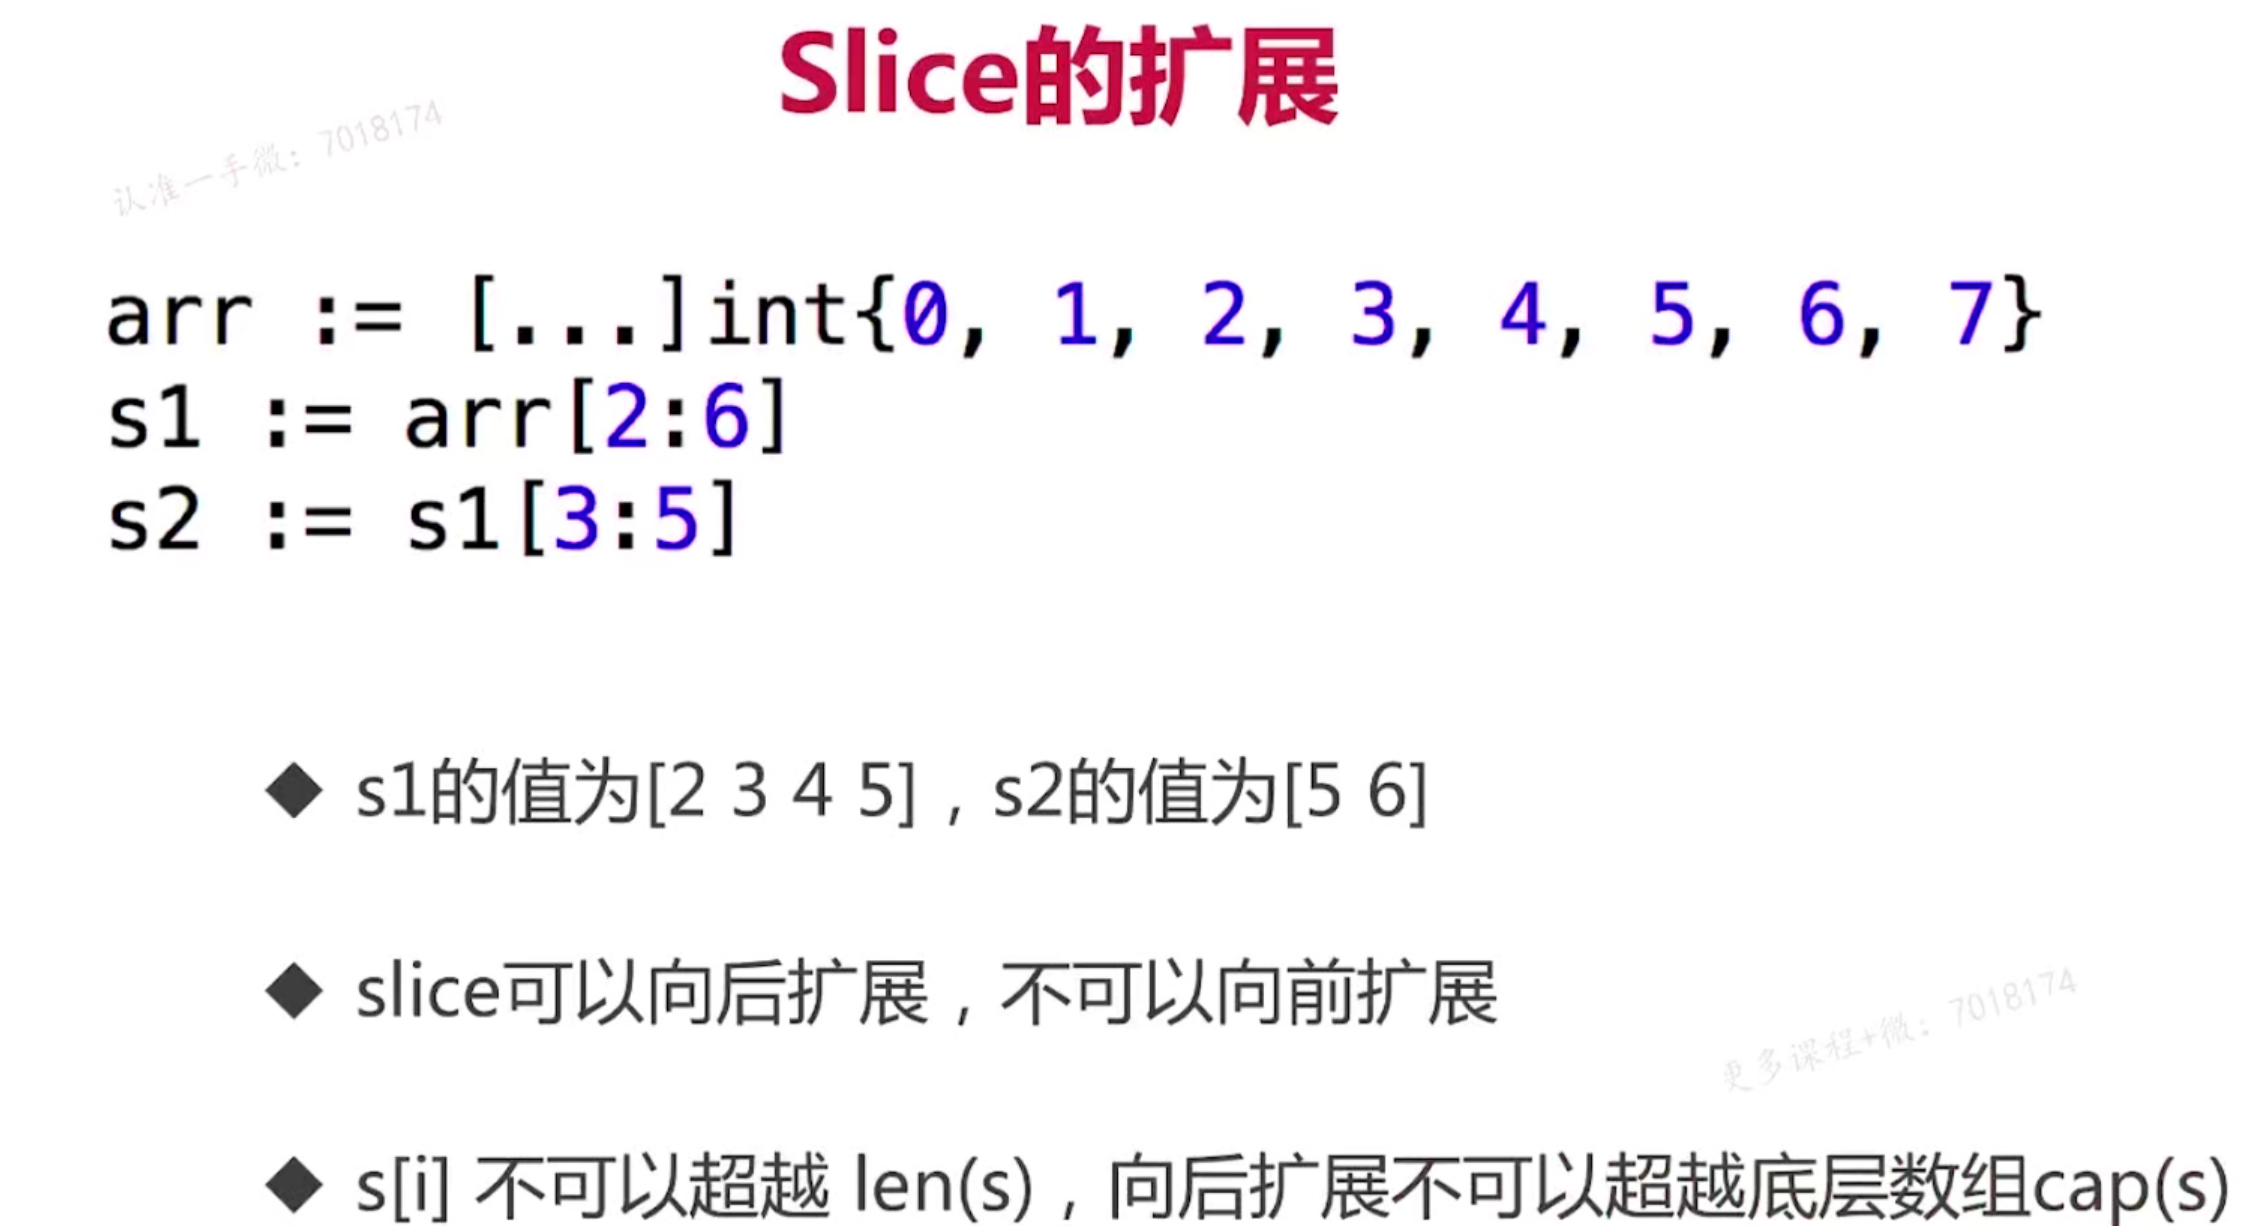 Slice的扩展
认准一手微：7018174
arr := [...]int{0, 1, 2, 3, 4, 5, 6, 7}
s1 := arr[2:6]
s2 := s1[3:5]
◆ s1的值为[2 3 4 5]，s2的值为[5 6]
◆ slice可以向后扩展，不可以向前扩展
更多课程+微：7018174
◆ s[i] 不可以超越 len(s)，向后扩展不可以超越底层数组cap(s)